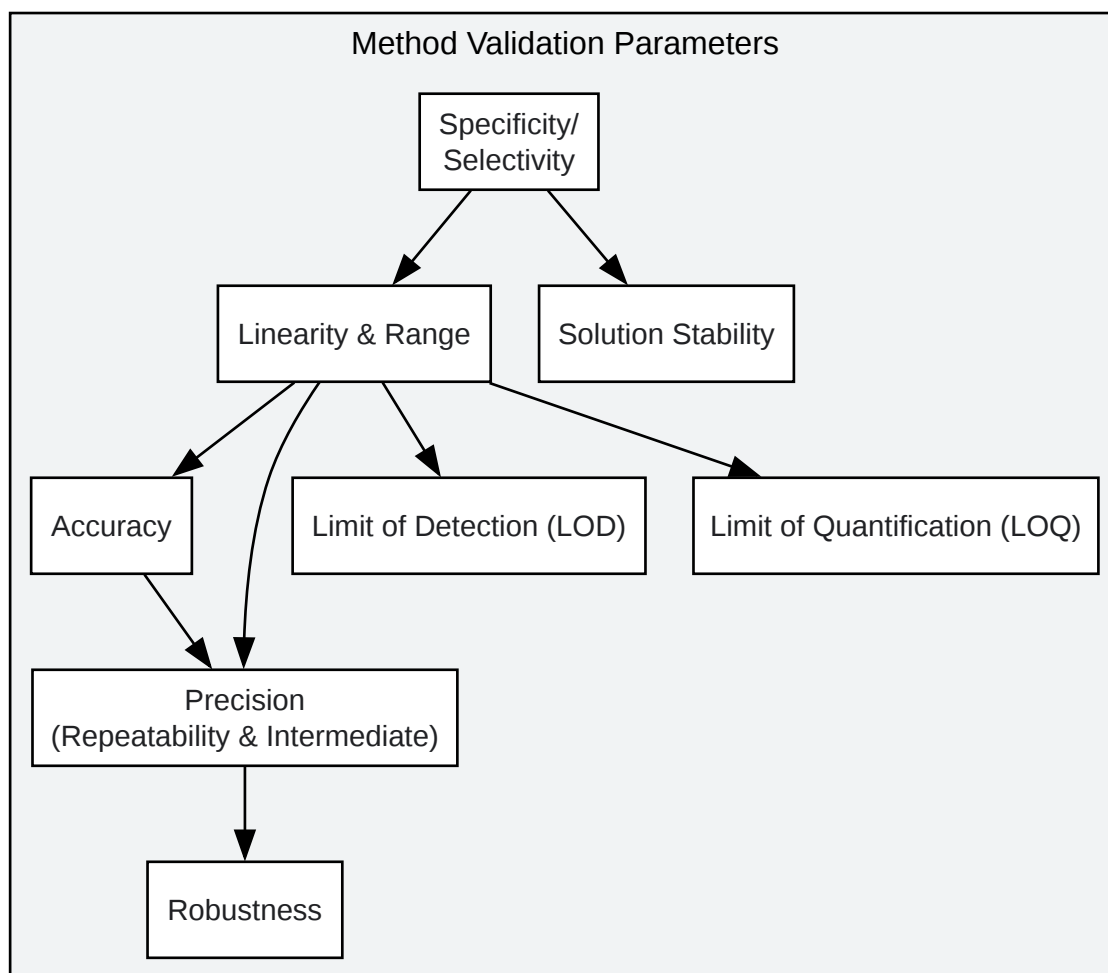 Method Validation Parameters
Specificity/
Selectivity
Linearity & Range
Solution Stability
Accuracy
Limit of Detection (LOD)
Limit of Quantification (LOQ)
Precision
(Repeatability & Intermediate)
Robustness